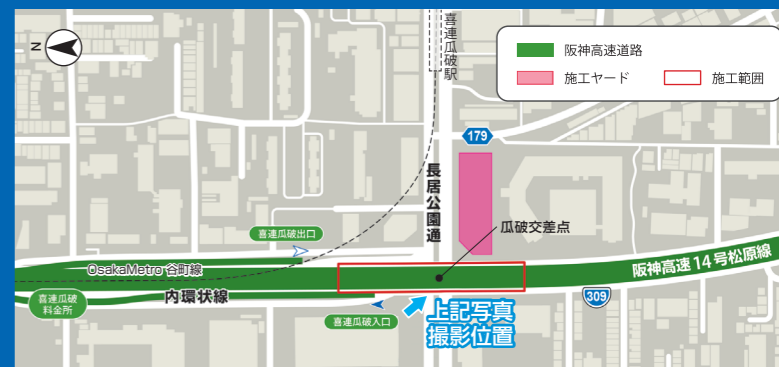 N
喜連瓜破駅
阪神高速道路
施工ヤード
施工範囲
179
長居公園通
瓜破交差点
喜連瓜破出口
OsakaMetro 谷町線
阪神高速14号松原線
喜連瓜破
料金所
内環状線
309
喜連瓜破入口
上記写真
撮影位置